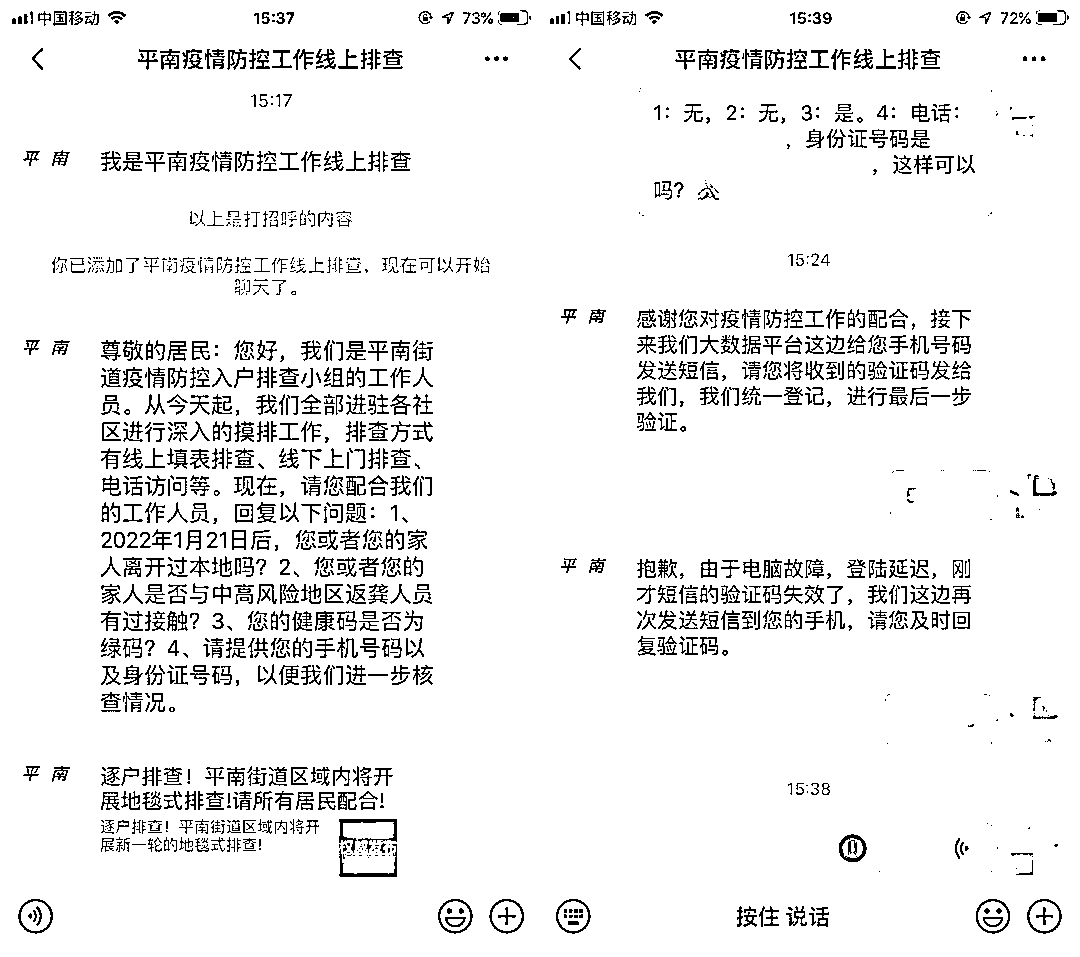 中国移动
15:37
73%
平南疫情防控工作线上排查
15:17
平 南
我是平南疫情防控工作线上排查
以上是打招呼的内容
你已添加了平南疫情防控工作线上排查，现在可以开始
聊天了。
平 南
尊敬的居民：您好，我们是平南街
道疫情防控入户排查小组的工作人
员。从今天起，我们全部进驻各社
区进行深入的摸排工作，排查方式
有线上填表排查、线下上门排查、
电话访问等。现在，请您配合我们
的工作人员，回复以下问题：1、
2022年1月21日后，您或者您的家
人离开过本地吗？2、您或者您的
家人是否与中高风险地区返龚人员
有过接触？3、您的健康码是否为
绿码？4、请提供您的手机号码以
及身份证号码，以便我们进一步核
查情况。
平 南
逐户排查！平南街道区域内将开
展地毯式排查!请所有居民配合!
逐户排查！平南街道区域内将开
展新一轮的地毯式排查!
权威发布
中国移动
15:39
72%
平南疫情防控工作线上排查
1：无，2：无，3：是。4：电话：
，身份证号码是
，这样可以
吗？
15:24
平 南
感谢您对疫情防控工作的配合，接下
来我们大数据平台这边给您手机号码
发送短信，请您将收到的验证码发给
我们，我们统一登记，进行最后一步
验证。
平 南
抱歉，由于电脑故障，登陆延迟，刚
才短信的验证码失效了，我们这边再
次发送短信到您的手机，请您及时回
复验证码。
15:38
按住 说话